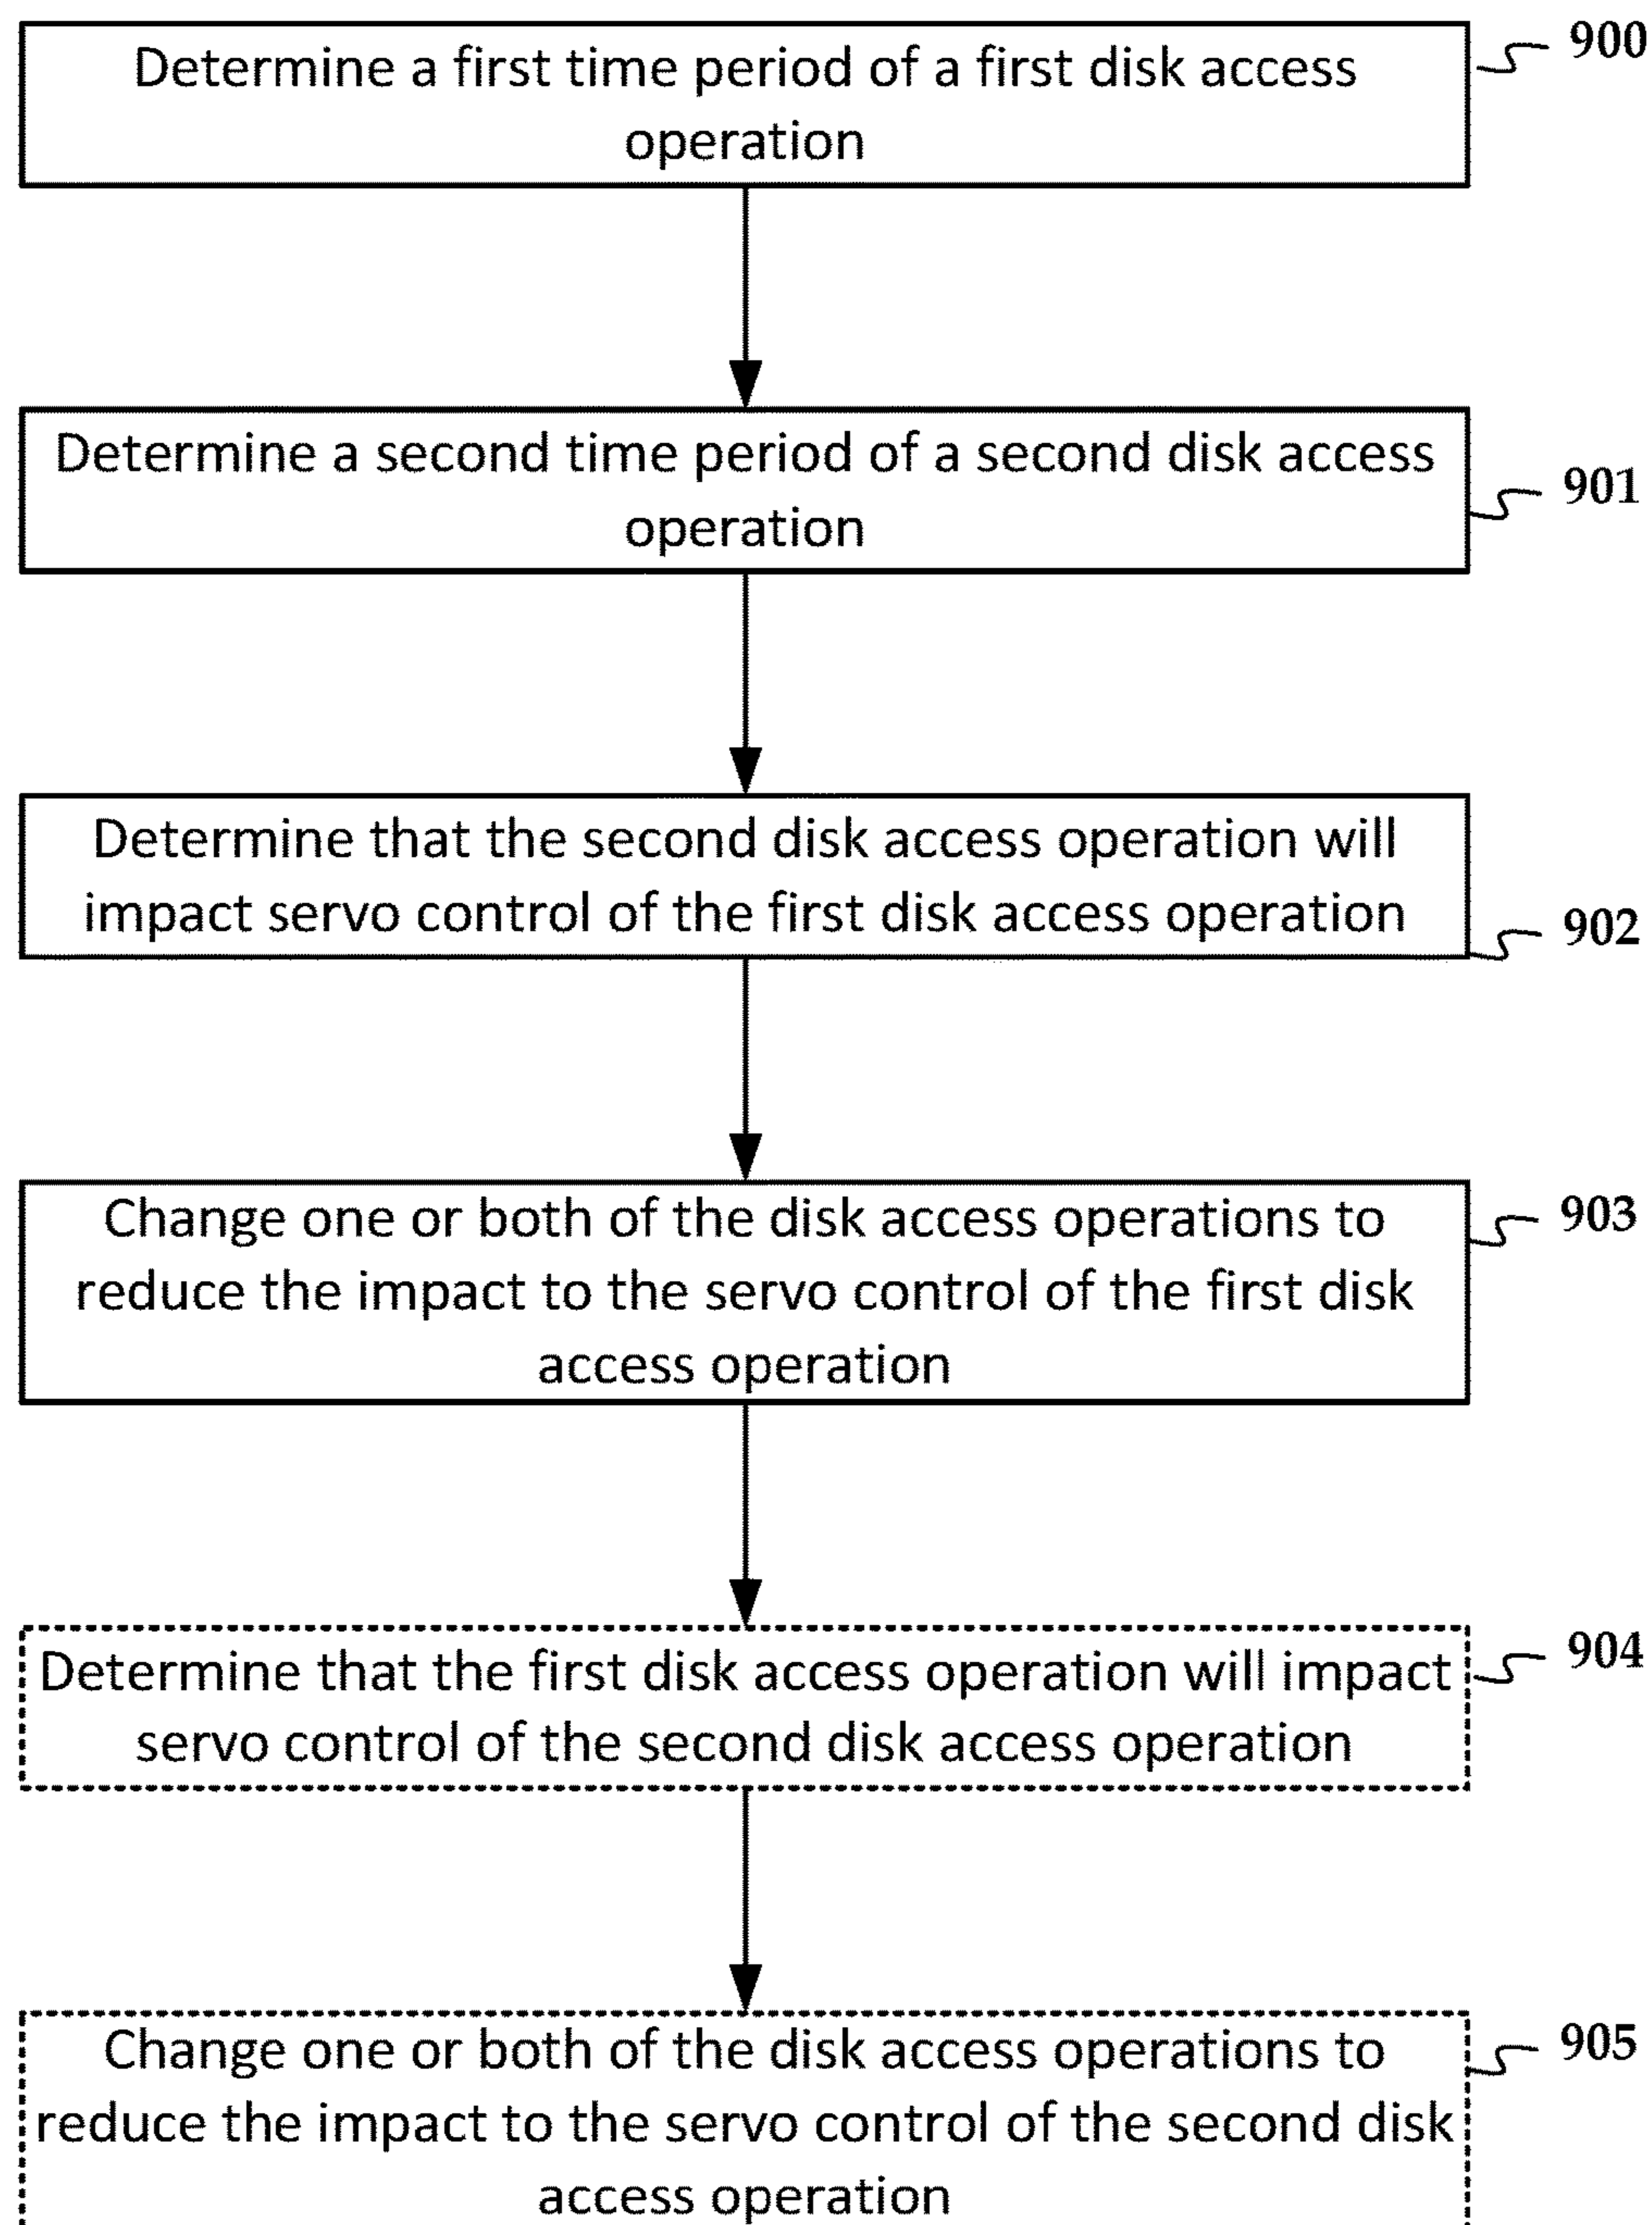 Determine a first time period of a first disk access
operation
900
Determine a second time period of a second disk access
operation
901
Determine that the second disk access operation will
impact servo control of the first disk access operation
902
Change one or both of the disk access operations to
reduce the impact to the servo control of the first disk
access operation
903
Determine that the first disk access operation will impact
servo control of the second disk access operation
904
Change one or both of the disk access operations to
reduce the impact to the servo control of the second disk
access operation
905